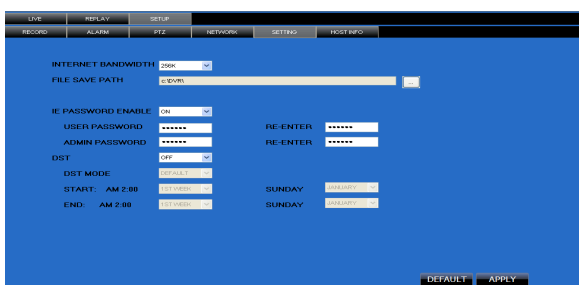 LIVE REPLAY SETUP
RECORD ALARM PTZ NETWORK SETTING HOST INFO
INTERNET BANDWIDTH 256K
FILE SAVE PATH c:\DVR\ ...
IE PASSWORD ENABLE ON
USER PASSWORD •••••• RE-ENTER ••••••
ADMIN PASSWORD •••••• RE-ENTER ••••••
DST OFF
DST MODE DEFAULT
START: AM 2:00 1ST WEEK SUNDAY JANUARY
END: AM 2:00 1ST WEEK SUNDAY JANUARY
DEFAULT APPLY